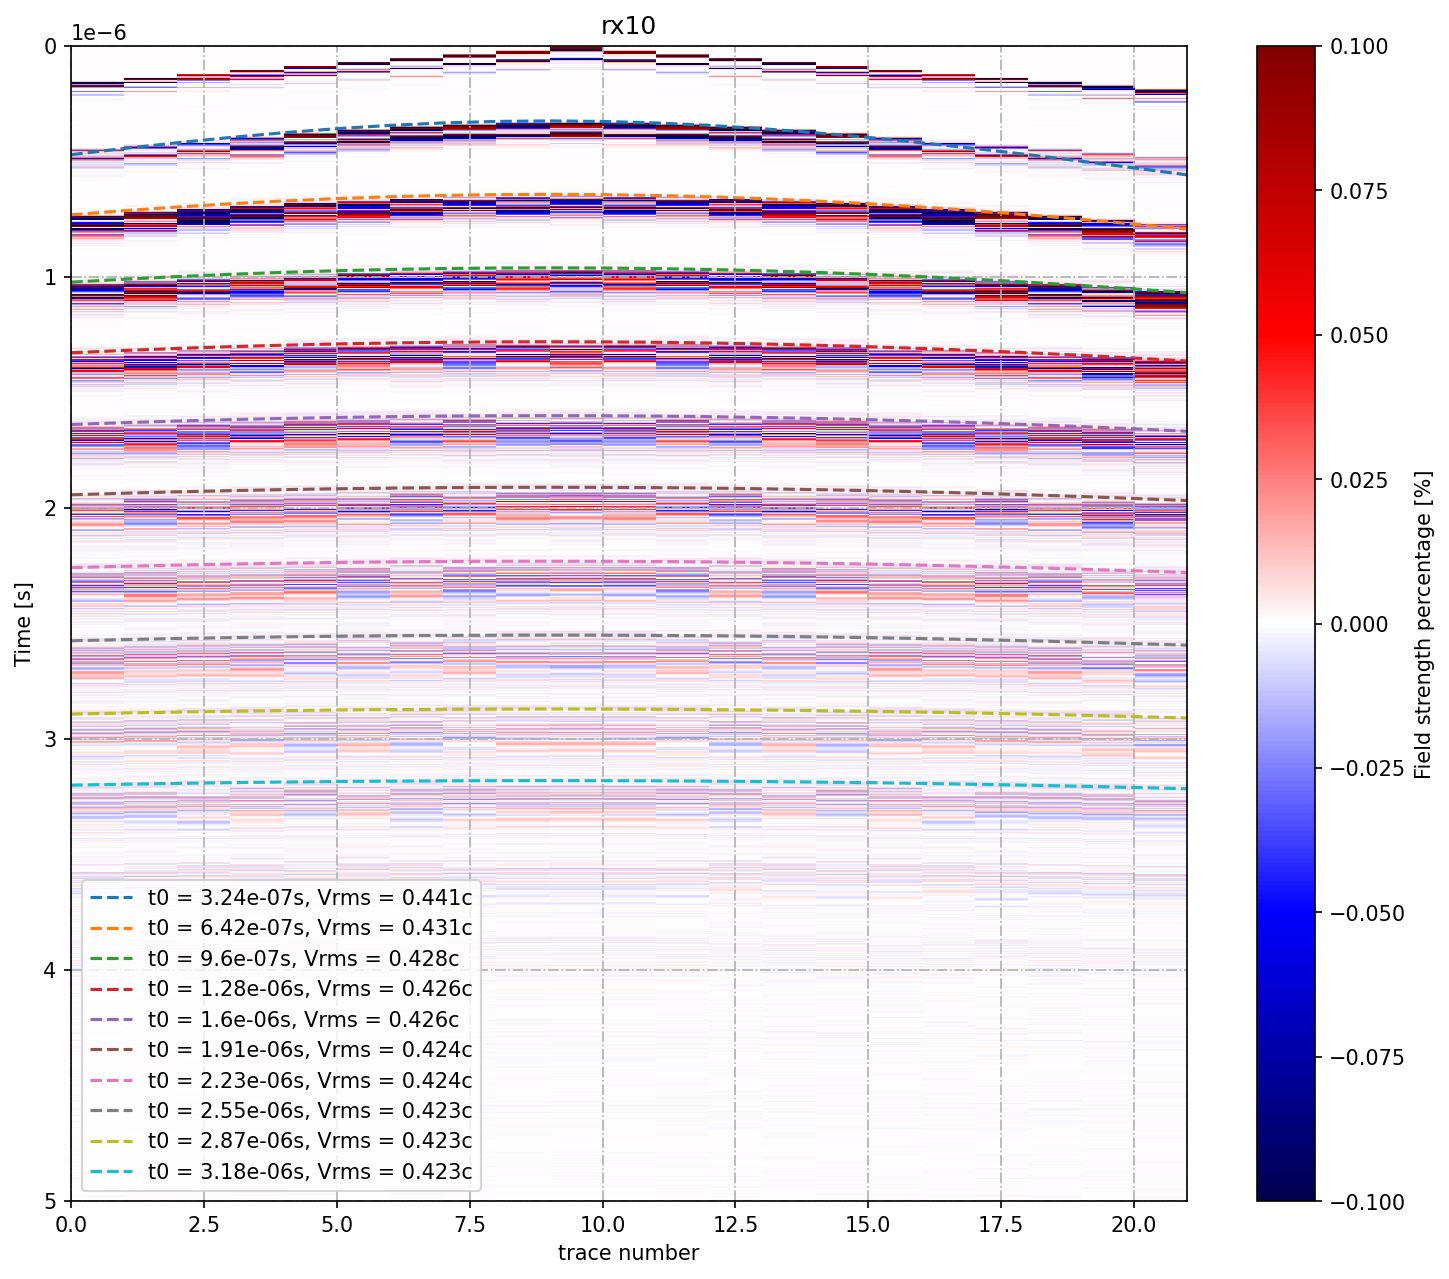 rx10
1e−6
0
1
2
3
4
5
Time [s]
0.0
2.5
5.0
7.5
10.0
12.5
15.0
17.5
20.0
trace number
t0 = 3.24e-07s, Vrms = 0.441c
t0 = 6.42e-07s, Vrms = 0.431c
t0 = 9.6e-07s, Vrms = 0.428c
t0 = 1.28e-06s, Vrms = 0.426c
t0 = 1.6e-06s, Vrms = 0.426c
t0 = 1.91e-06s, Vrms = 0.424c
t0 = 2.23e-06s, Vrms = 0.424c
t0 = 2.55e-06s, Vrms = 0.423c
t0 = 2.87e-06s, Vrms = 0.423c
t0 = 3.18e-06s, Vrms = 0.423c
0.100
0.075
0.050
0.025
0.000
−0.025
−0.050
−0.075
−0.100
Field strength percentage [%]